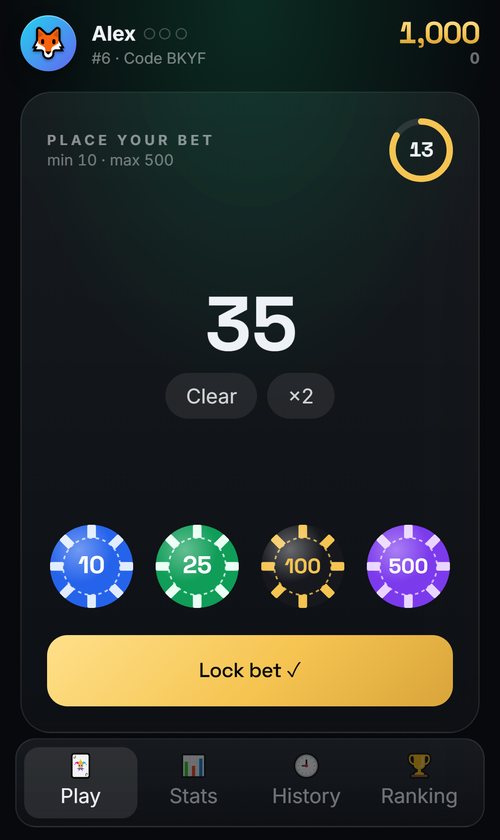 Alex ○○○
1,000
#6 · Code BKYF
0
PLACE YOUR BET
min 10 · max 500
13
35
Clear
×2
10
25
100
500
Lock bet ✓
Play
Stats
History
Ranking